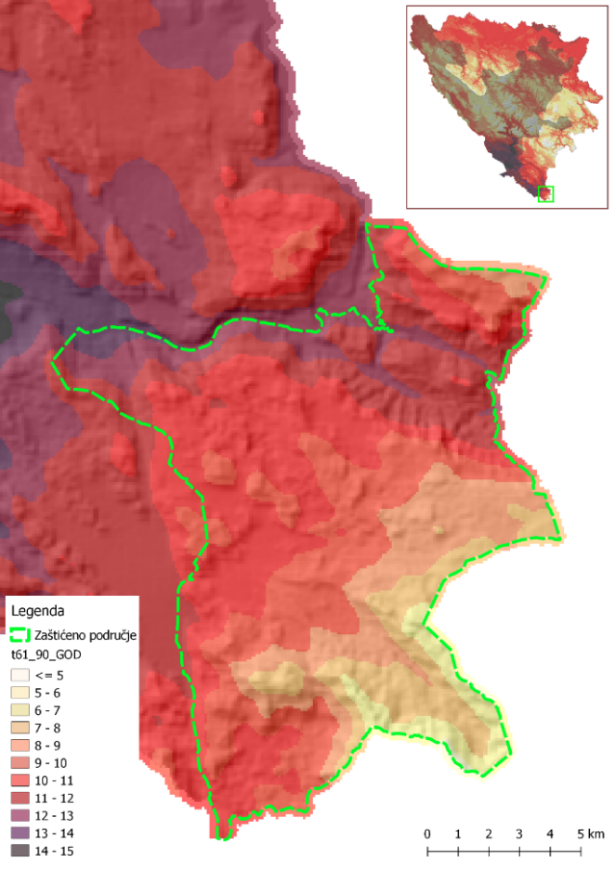 Legenda
Zaštićeno područje
t61_90_GOD
<= 5
5 - 6
6 - 7
7 - 8
8 - 9
9 - 10
10 - 11
11 - 12
12 - 13
13 - 14
14 - 15
0 1 2 3 4 5 km